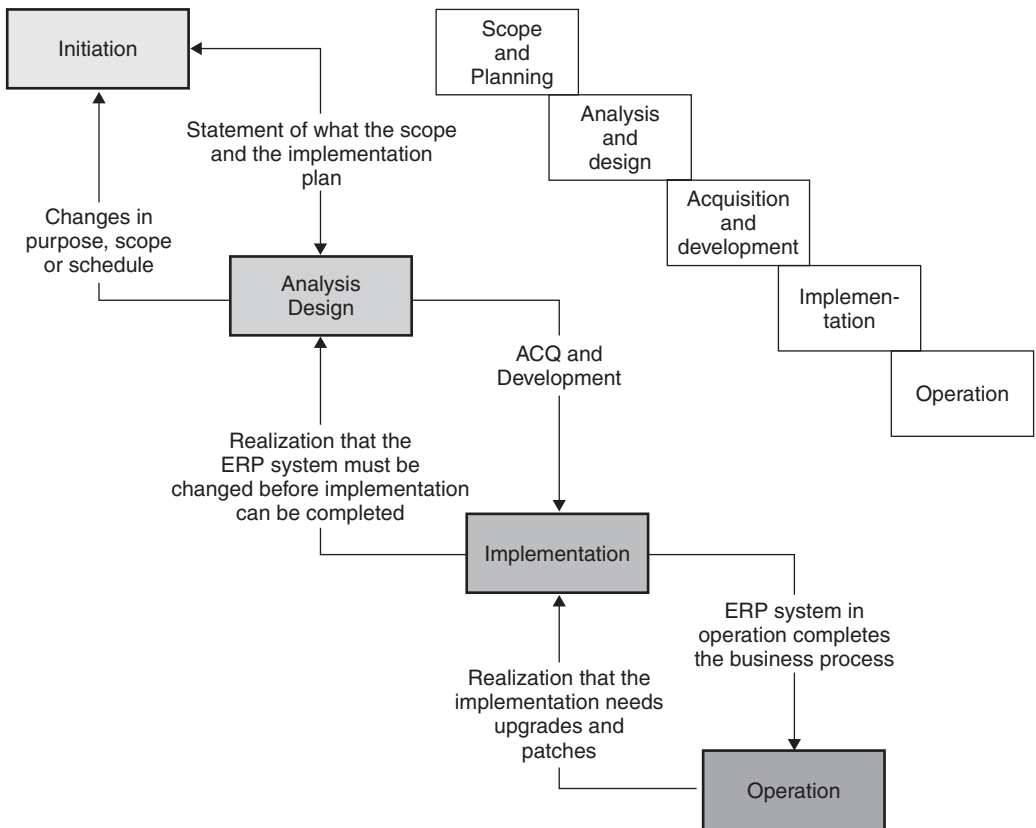 Initiation
Scope
and
Planning
Statement of what the scope
and the implementation
plan
Analysis
and
design
Changes in
purpose, scope
or schedule
Acquisition
and
development
Analysis
Design
Implemen-
tation
ACQ and
Development
Operation
Realization that the
ERP system must be
changed before implementation
can be completed
Implementation
ERP system in
operation completes
the business process
Realization that the
implementation needs
upgrades and
patches
Operation